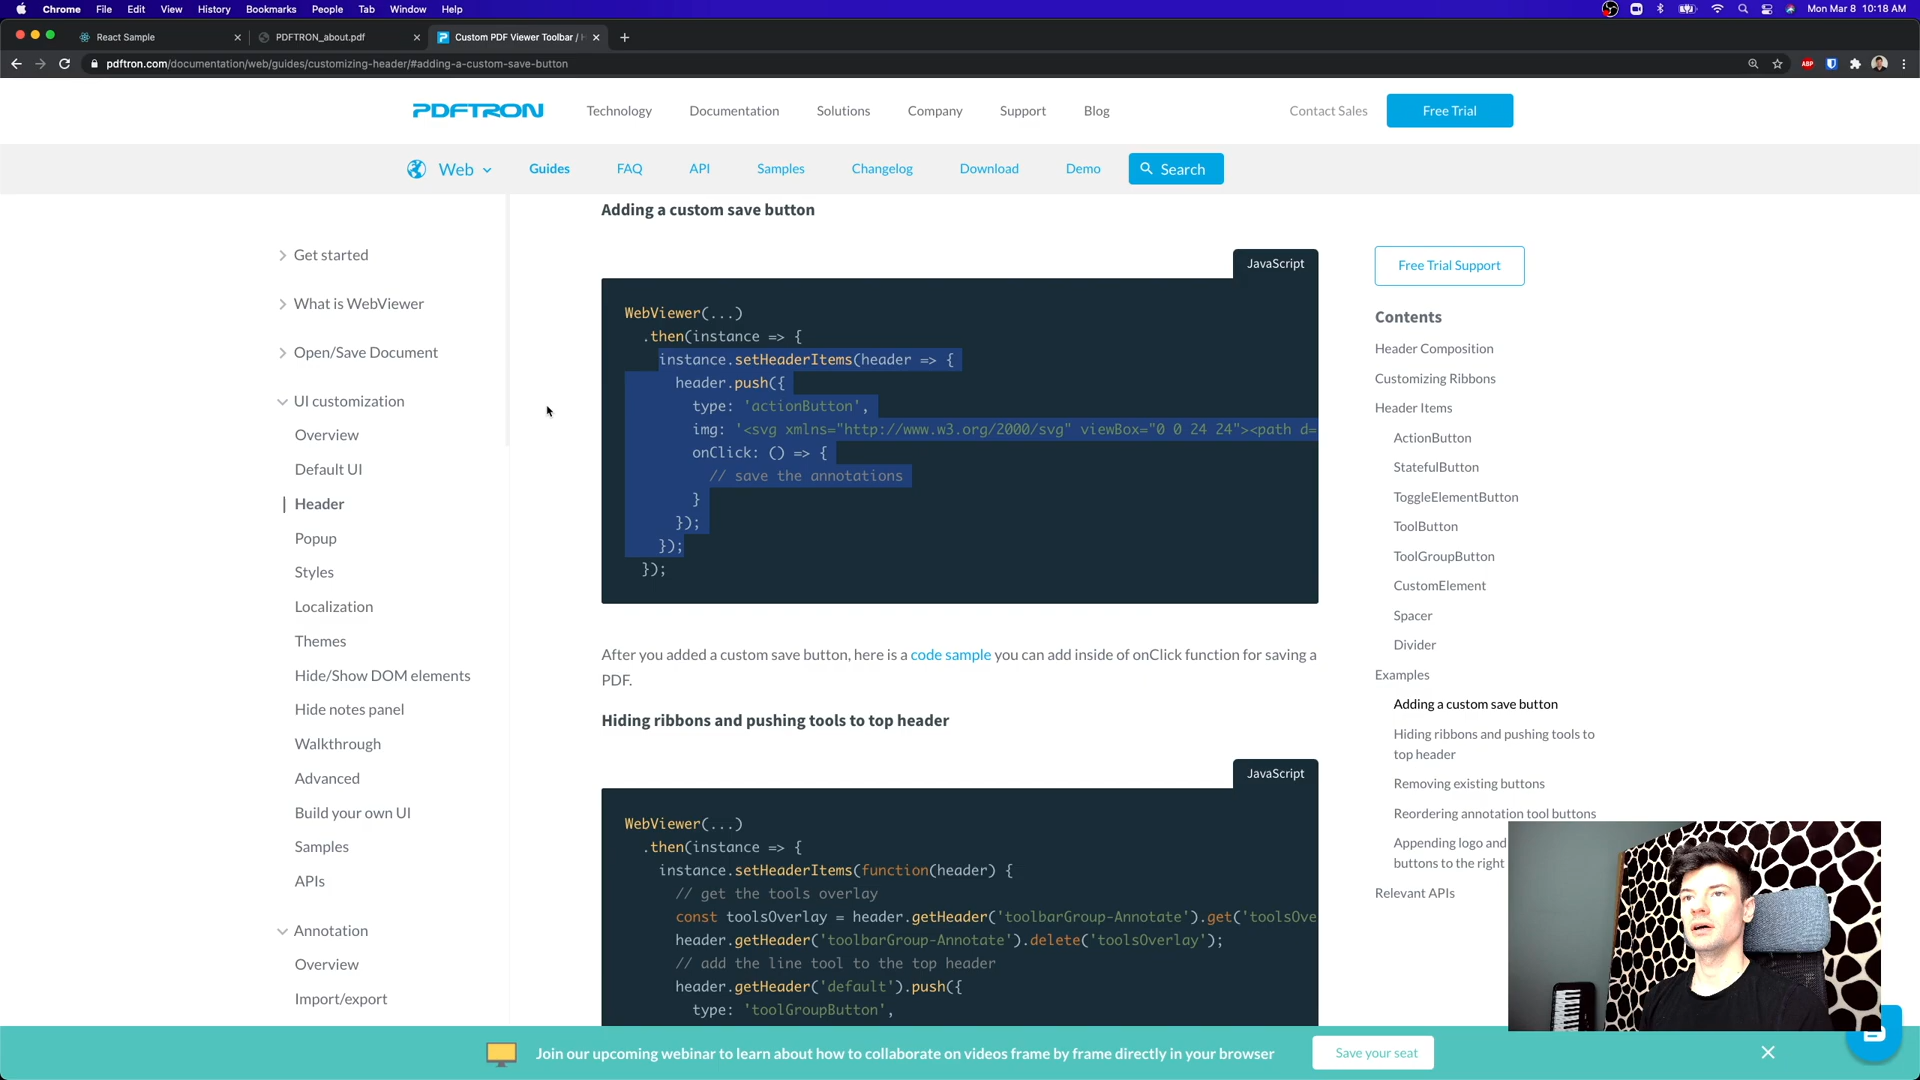 Chrome File Edit View History Bookmarks People Tab Window Help Mon Mar 8 10:18 AM
React Sample PDFTRON_about.pdf Custom PDF Viewer Toolbar /
pdftron.com/documentation/web/guides/customizing-header/#adding-a-custom-save-button ABP
PDFTRON Technology Documentation Solutions Company Support Blog Contact Sales Free Trial
Web Guides FAQ API Samples Changelog Download Demo Search
Get started
What is WebViewer
Open/Save Document
UI customization
Overview
Default UI
Header
Popup
Styles
Localization
Themes
Hide/Show DOM elements
Hide notes panel
Walkthrough
Advanced
Build your own UI
Samples
APIs
Annotation
Overview
Import/export
Adding a custom save button
JavaScript
WebViewer(...)
.then(instance => {
instance.setHeaderItems(header => {
header.push({
type: 'actionButton',
img: '<svg xmlns="http://www.w3.org/2000/svg" viewBox="0 0 24 24"><path d=
onClick: () => {
// save the annotations
}
});
});
});
After you added a custom save button, here is a code sample you can add inside of onClick function for saving a
PDF.
Hiding ribbons and pushing tools to top header
JavaScript
WebViewer(...)
.then(instance => {
instance.setHeaderItems(function(header) {
// get the tools overlay
const toolsOverlay = header.getHeader('toolbarGroup-Annotate').get('toolsOve
header.getHeader('toolbarGroup-Annotate').delete('toolsOverlay');
// add the line tool to the top header
header.getHeader('default').push({
type: 'toolGroupButton',
Free Trial Support
Contents
Header Composition
Customizing Ribbons
Header Items
ActionButton
StatefulButton
ToggleElementButton
ToolButton
ToolGroupButton
CustomElement
Spacer
Divider
Examples
Adding a custom save button
Hiding ribbons and pushing tools to
top header
Removing existing buttons
Reordering annotation tool buttons
Appending logo and
buttons to the right
Relevant APIs
Join our upcoming webinar to learn about how to collaborate on videos frame by frame directly in your browser Save your seat